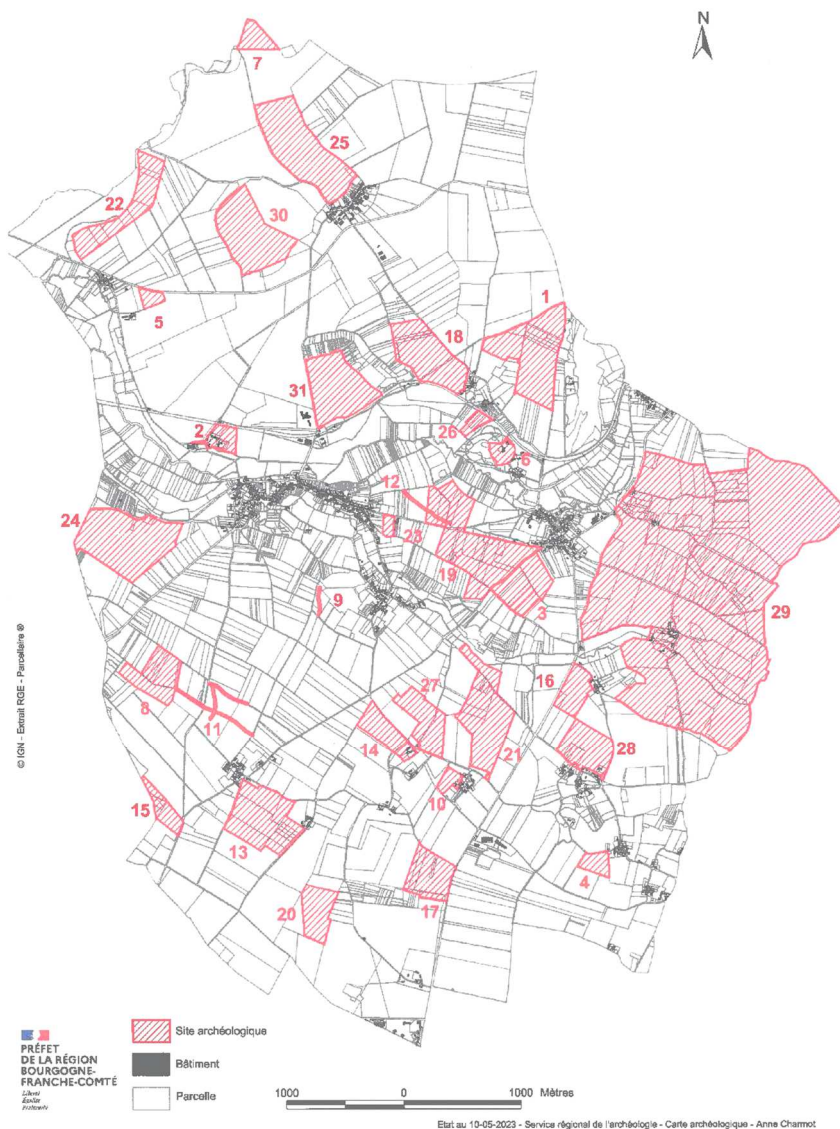 N
7
25
22
30
1
5
18
31
2
26
6
12
24
23
29
19
3
9
16
27
8
11
14
21
28
10
15
13
4
20
17
© IGN - Extrait RGE - Parcellaire ®
PRÉFET
DE LA RÉGION
BOURGOGNE-
FRANCHE-COMTÉ
Liberté
Égalité
Fraternité
Site archéologique
Bâtiment
Parcelle
1000 0 1000 Mètres
Etat au 10-05-2023 - Service régional de l'archéologie - Carte archéologique - Anne Charmot